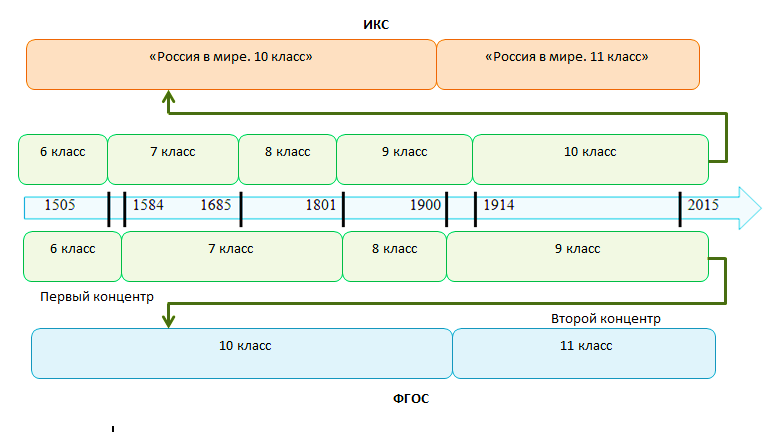 ИКС
«Россия в мире. 10 класс» «Россия в мире. 11 класс»
6 класс 7 класс 8 класс 9 класс 10 класс
1505 1584 1685 1801 1900 1914 2015
6 класс 7 класс 8 класс 9 класс
Первый концентр
Второй концентр
10 класс 11 класс
ФГОС